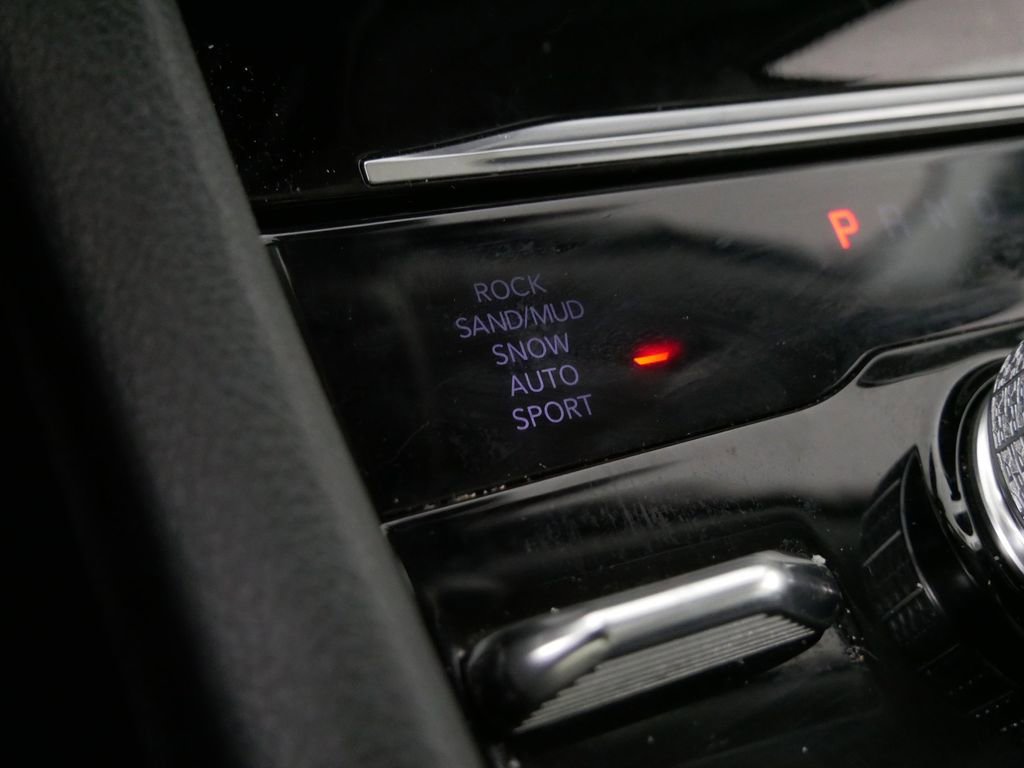 ROCK
SAND/MUD
SNOW
AUTO
SPORT
P R N